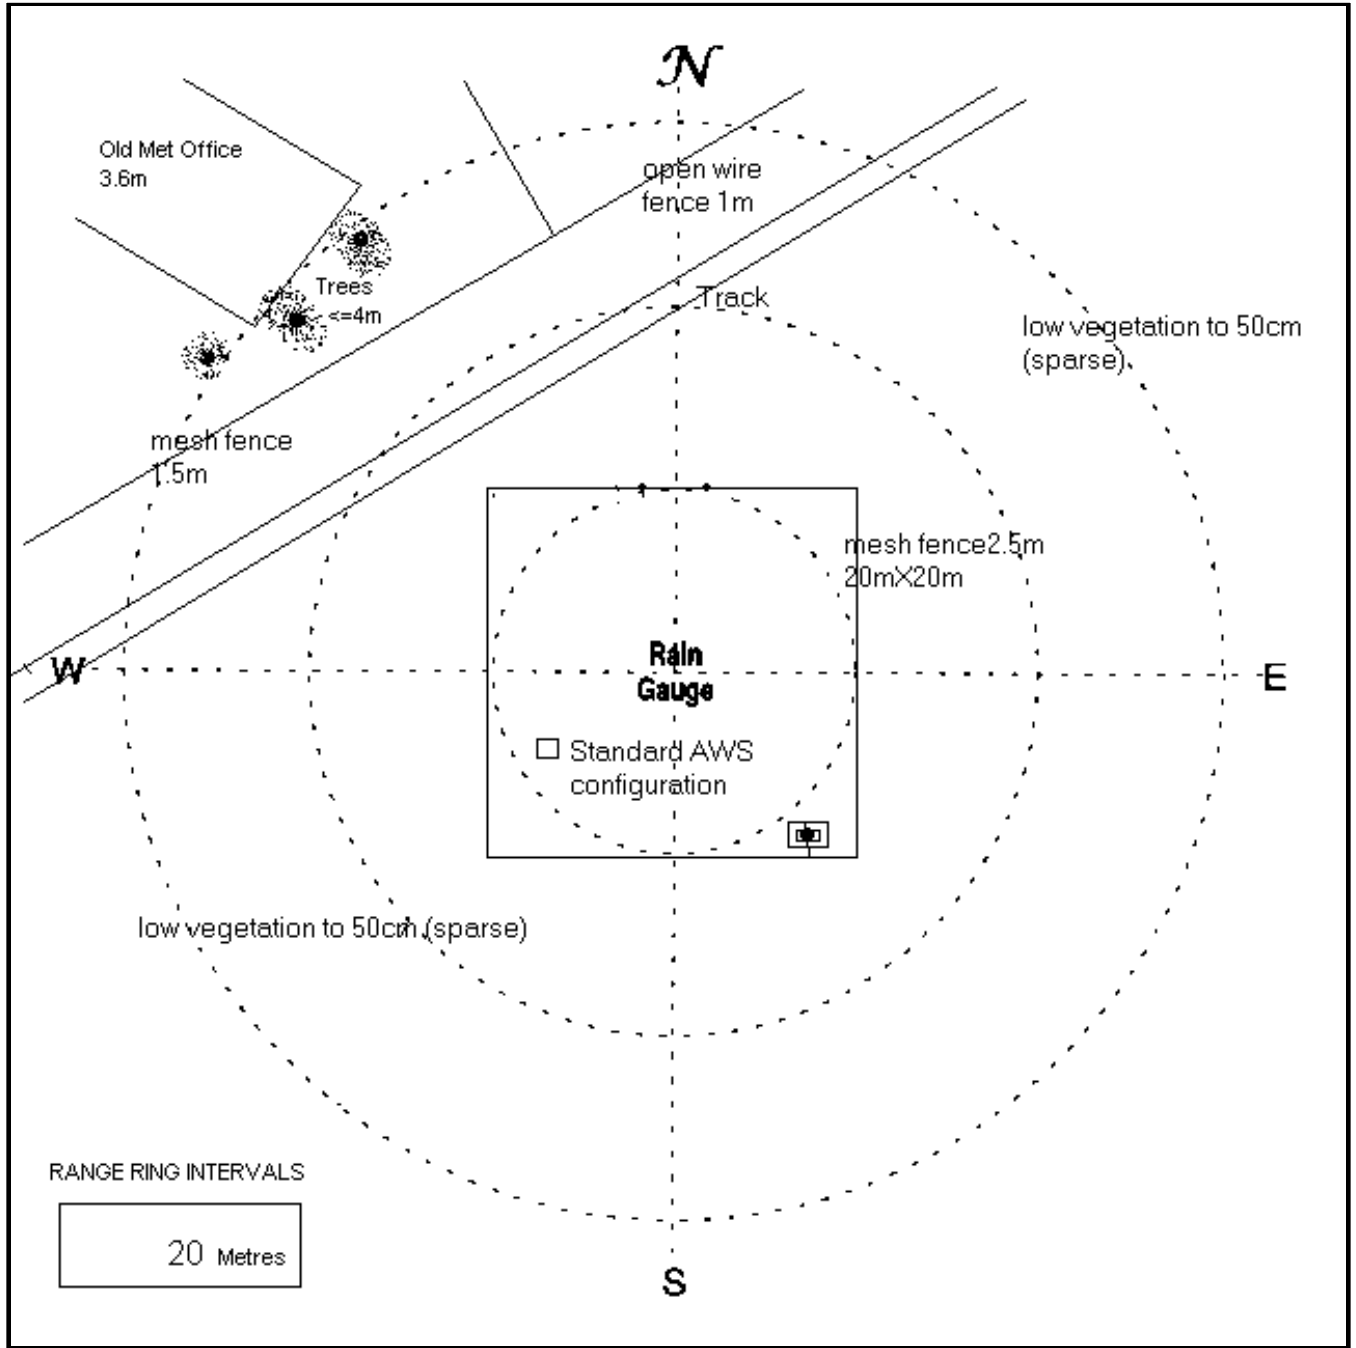 N
Old Met Office
3.6m
open wire
fence 1m
Trees
<=4m
Track
low vegetation to 50cm
(sparse)
mesh fence
1.5m
mesh fence2.5m
20mX20m
W
Rain
Gauge
E
Standard AWS
configuration
low vegetation to 50cm (sparse)
RANGE RING INTERVALS
20 Metres
S